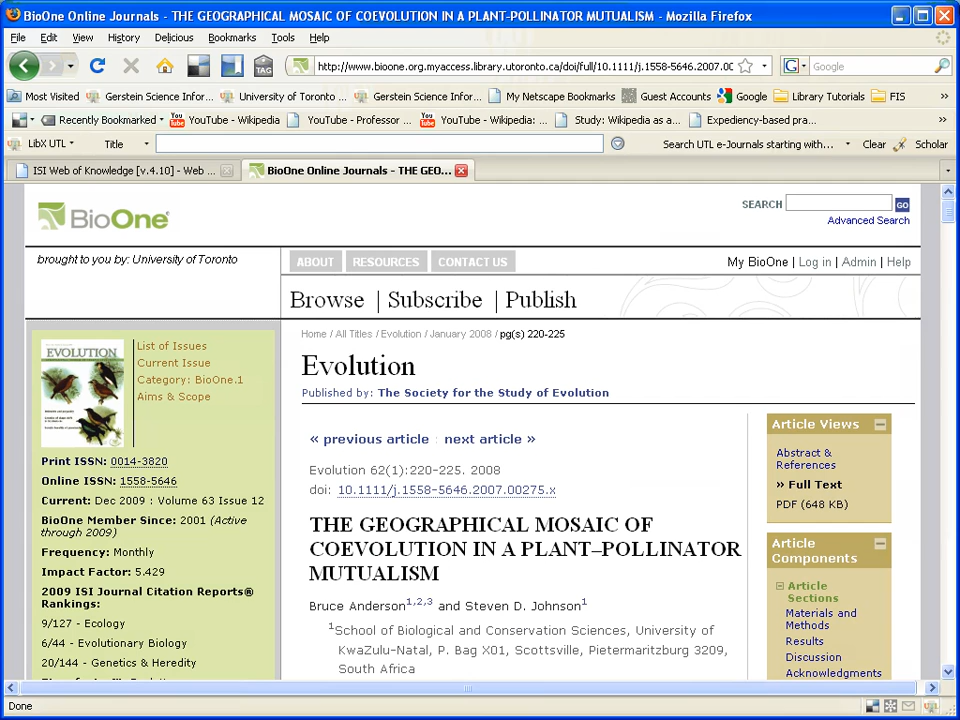 BioOne Online Journals - THE GEOGRAPHICAL MOSAIC OF COEVOLUTION IN A PLANT-POLLINATOR MUTUALISM - Mozilla Firefox
File Edit View History Delicious Bookmarks Tools Help
TAG http://www.bioone.org.myaccess.library.utoronto.ca/doi/full/10.1111/j.1558-5646.2007.0C G Google
Most Visited Gerstein Science Infor... University of Toronto ... Gerstein Science Infor... My Netscape Bookmarks Guest Accounts Google Library Tutorials FIS »
Recently Bookmarked YouTube - Wikipedia YouTube - Professor ... YouTube - Wikipedia: ... Study: Wikipedia as a... Expediency-based pra... »
LibX UTL Title Search UTL e-Journals starting with... Clear Scholar
ISI Web of Knowledge [v.4.10] - Web ... BioOne Online Journals - THE GEO...
BioOne
SEARCH GO
Advanced Search
brought to you by: University of Toronto
ABOUT RESOURCES CONTACT US
My BioOne | Log in | Admin | Help
Browse | Subscribe | Publish
Home / All Titles / Evolution / January 2008 / pg(s) 220-225
EVOLUTION
List of Issues
Current Issue
Category: BioOne.1
Aims & Scope
Print ISSN: 0014-3820
Online ISSN: 1558-5646
Current: Dec 2009 : Volume 63 Issue 12
BioOne Member Since: 2001 (Active
through 2009)
Frequency: Monthly
Impact Factor: 5.429
2009 ISI Journal Citation Reports®
Rankings:
9/127 - Ecology
6/44 - Evolutionary Biology
20/144 - Genetics & Heredity
Evolution
Published by: The Society for the Study of Evolution
« previous article : next article »
Evolution 62(1):220-225. 2008
doi: 10.1111/j.1558-5646.2007.00275.x
THE GEOGRAPHICAL MOSAIC OF
COEVOLUTION IN A PLANT–POLLINATOR
MUTUALISM
Bruce Anderson1,2,3 and Steven D. Johnson1
1School of Biological and Conservation Sciences, University of
KwaZulu-Natal, P. Bag X01, Scottsville, Pietermaritzburg 3209,
South Africa
Article Views
Abstract &
References
» Full Text
PDF (648 KB)
Article
Components
Article
Sections
Materials and
Methods
Results
Discussion
Acknowledgments
Done